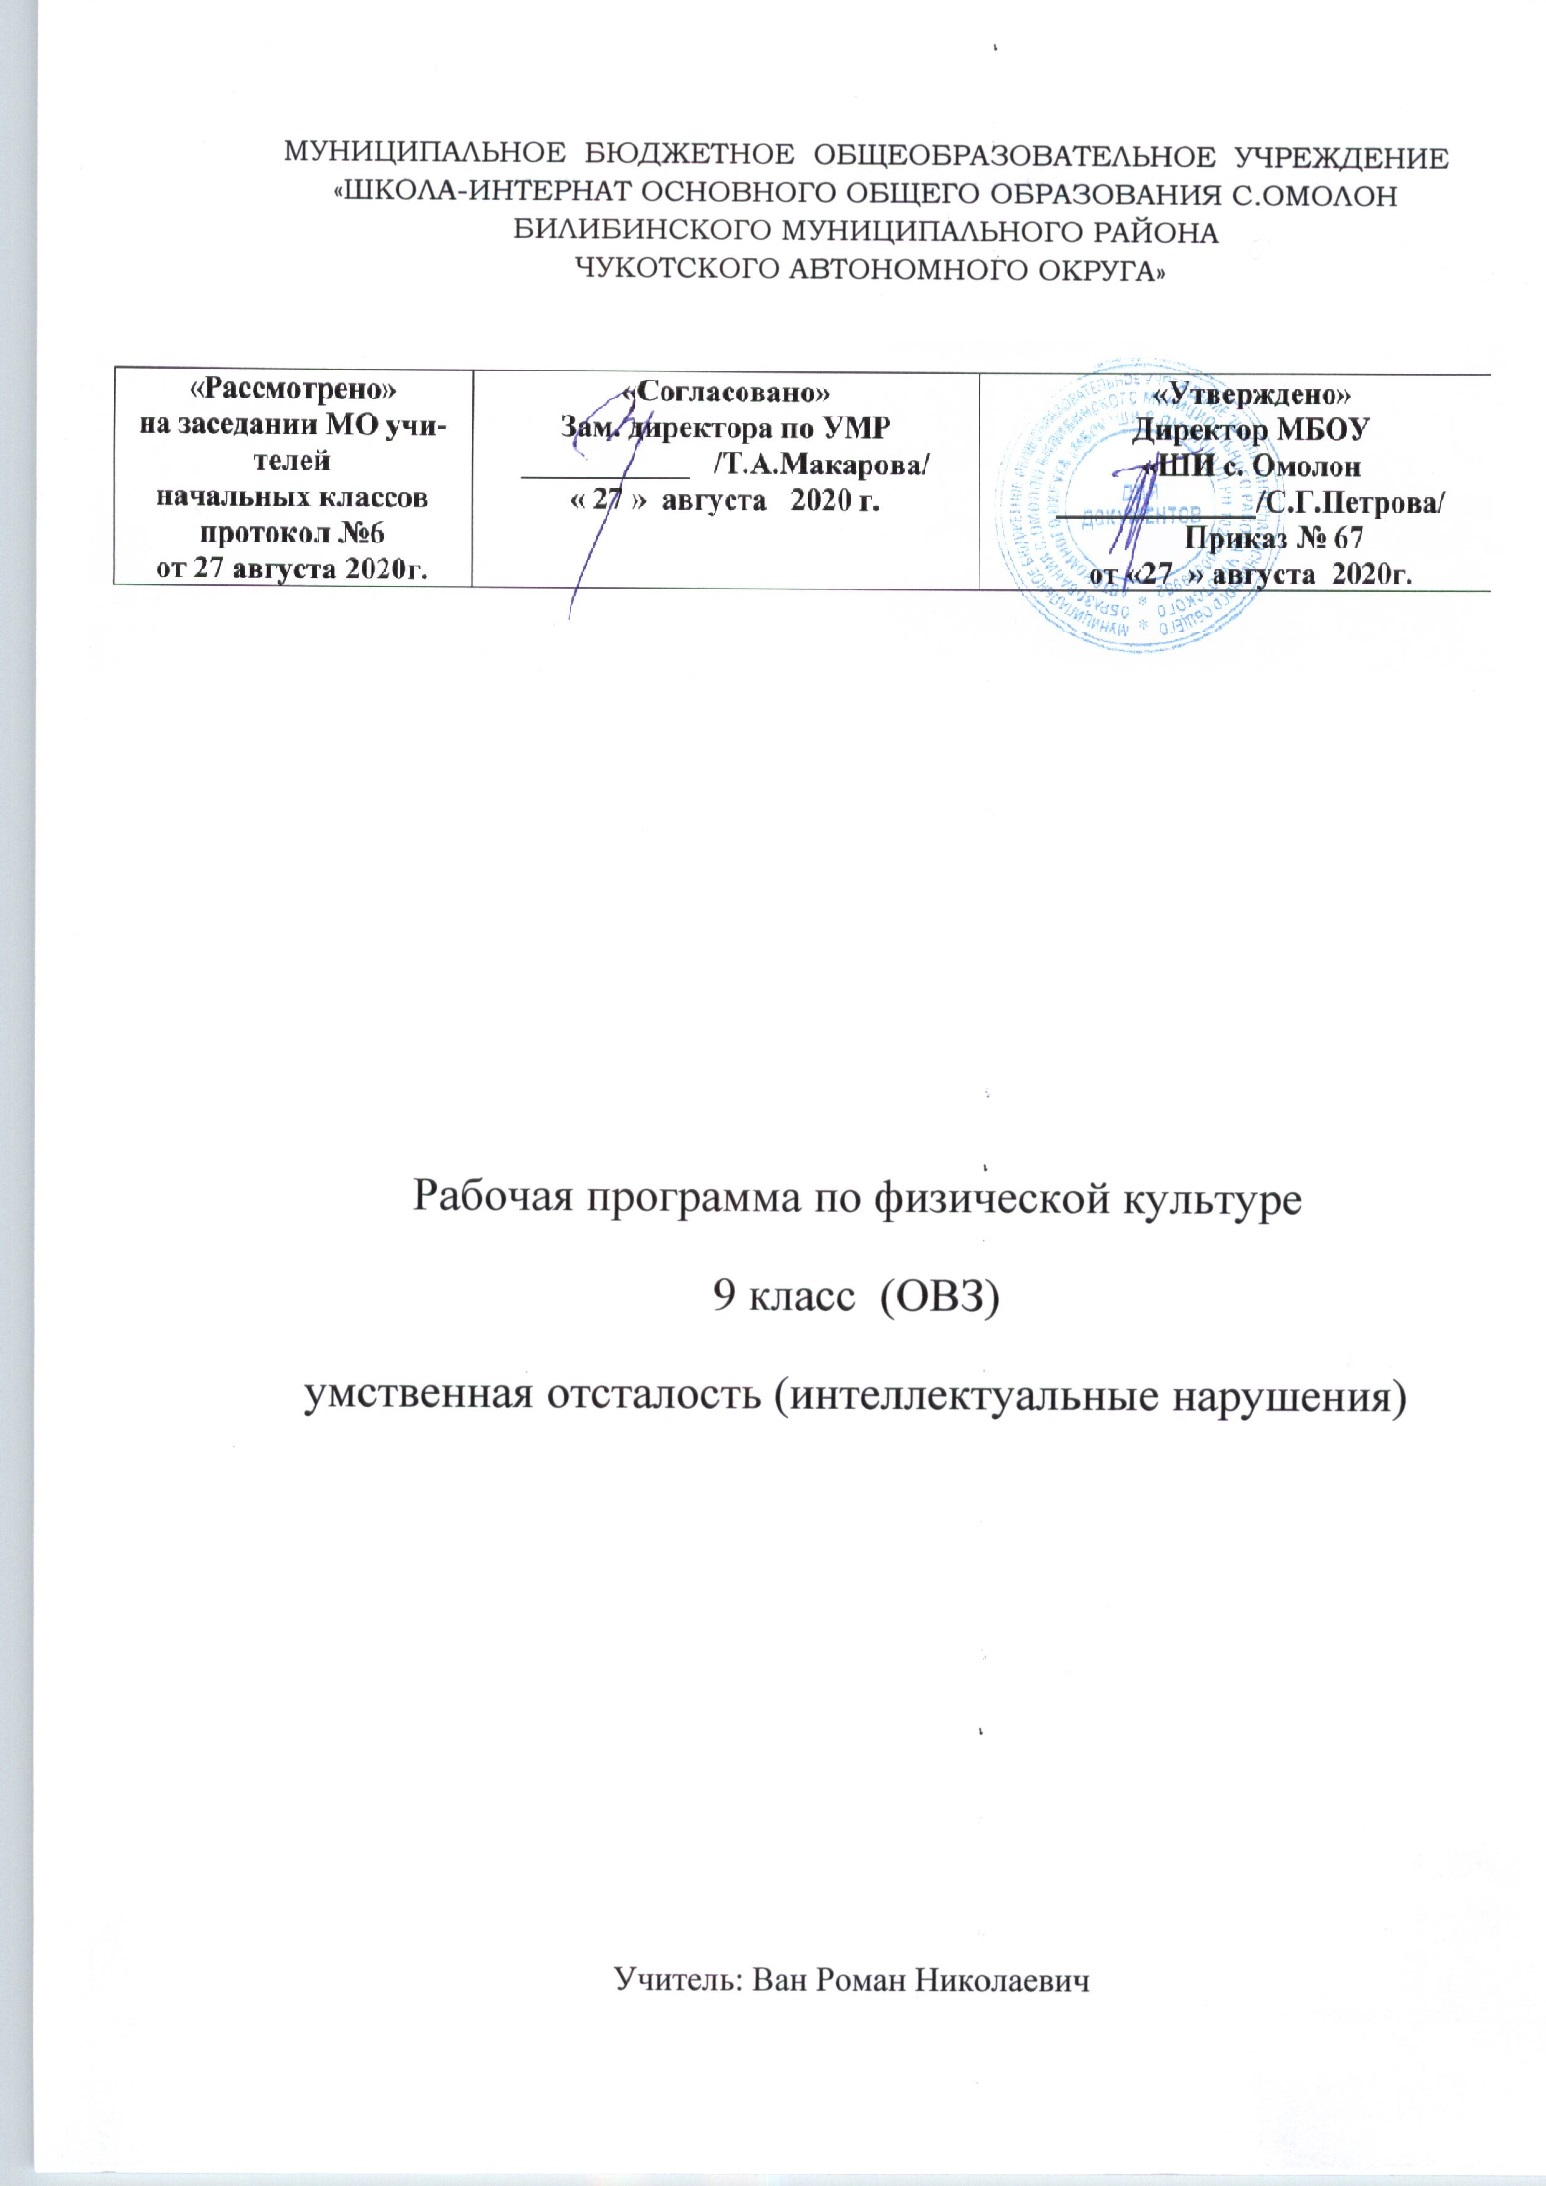 МУНИЦИПАЛЬНОЕ БЮДЖЕТНОЕ ОБЩЕОБРАЗОВАТЕЛЬНОЕ УЧРЕЖДЕНИЕ
«ШКОЛА-ИНТЕРНАТ ОСНОВНОГО ОБЩЕГО ОБРАЗОВАНИЯ С.ОМОЛОН
БИЛИБИНСКОГО МУНИЦИПАЛЬНОГО РАЙОНА
ЧУКОТСКОГО АВТОНОМНОГО ОКРУГА»
«Рассмотрено»
на заседании МО учи-
телей
начальных классов
протокол №6
от 27 августа 2020г.
«Согласовано»
Зам. директора по УМР
____________ /Т.А.Макарова/
« 27 » августа 2020 г.
«Утверждено»
Директор МБОУ
«ШИ с. Омолон
______________/С.Г.Петрова/
Приказ № 67
от «27 » августа 2020г.
ДОКУМЕНТОВ
Рабочая программа по физической культуре
9 класс (ОВЗ)
умственная отсталость (интеллектуальные нарушения)
Учитель: Ван Роман Николаевич